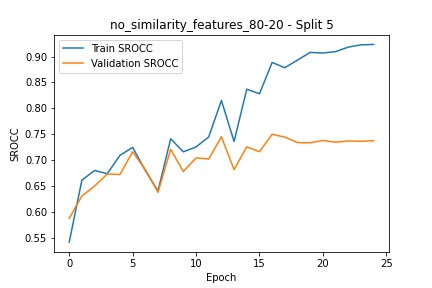 no_similarity_features_80-20 - Split 5
Train SROCC
Validation SROCC
0.90
0.85
0.80
0.75
0.70
0.65
0.60
0.55
SROCC
0 5 10 15 20 25
Epoch